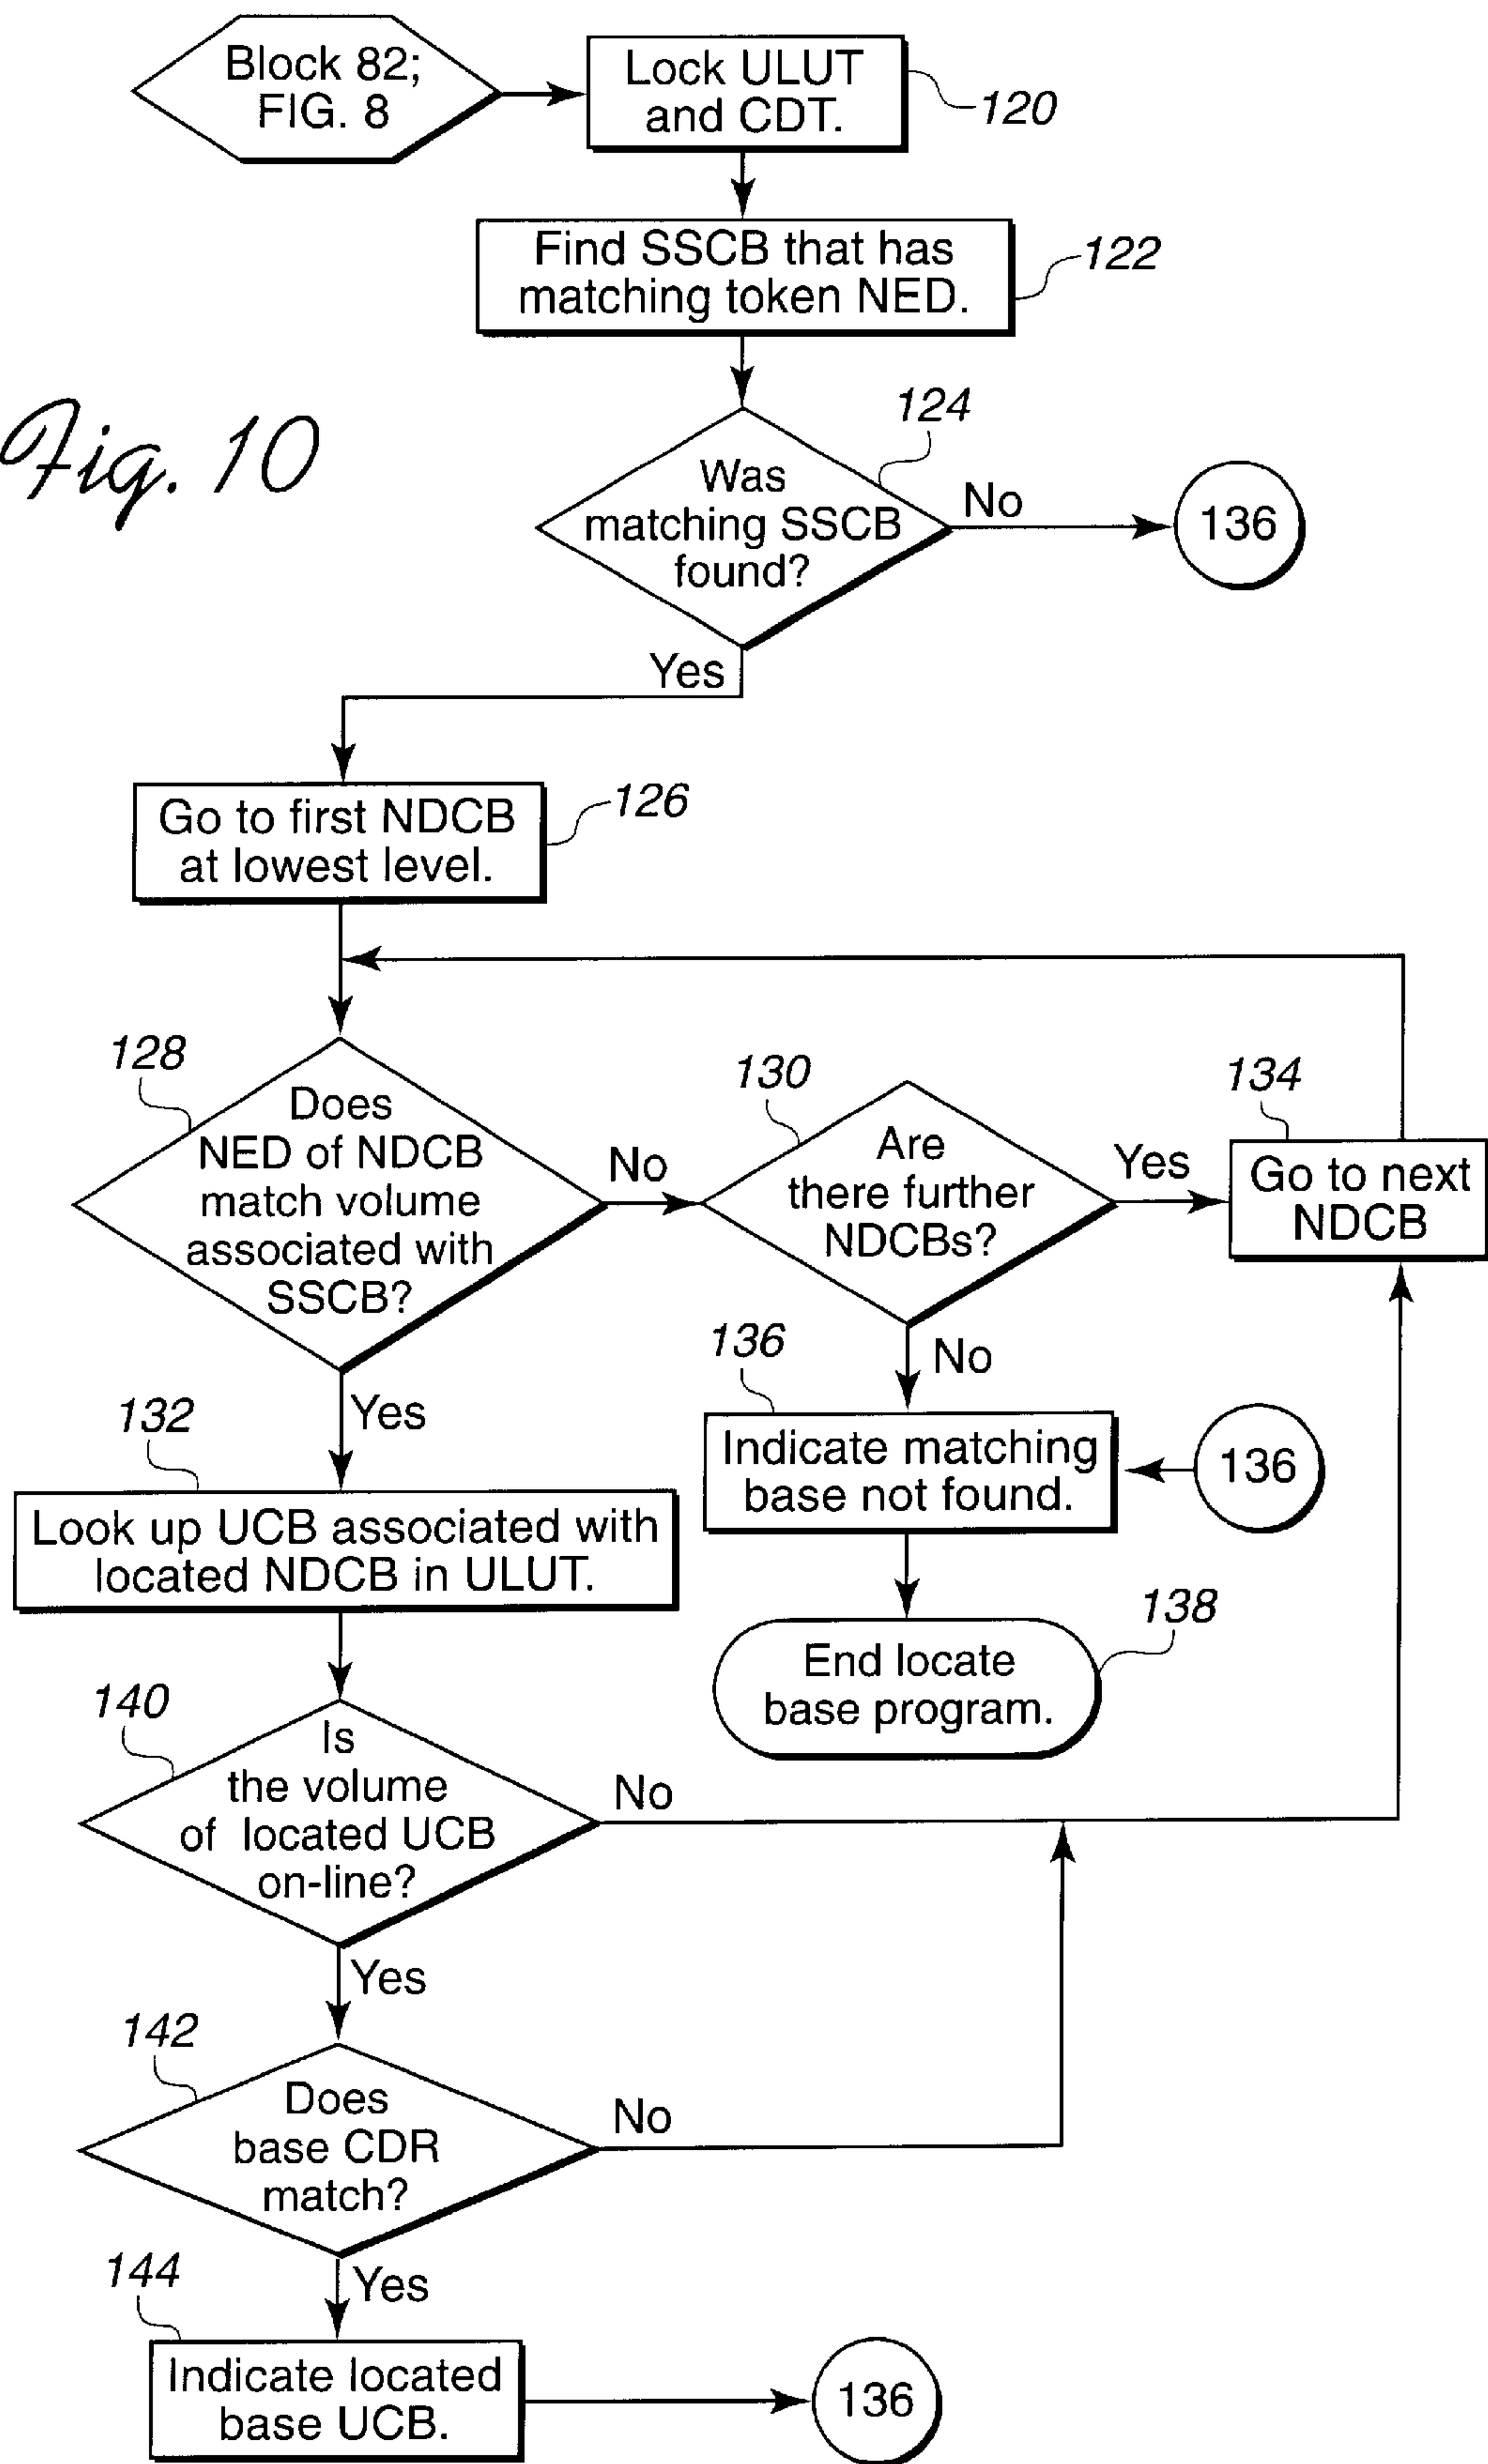 Block 82;
FIG. 8
Lock ULUT
and CDT.
120
Find SSCB that has
matching token NED.
122
Fig. 10
124
Was
matching SSCB
found?
No
136
Yes
Go to first NDCB
at lowest level.
126
128
Does
NED of NDCB
match volume
associated with
SSCB?
No
130
Are
there further
NDCBs?
Yes
134
Go to next
NDCB
No
136
Indicate matching
base not found.
136
Yes
132
Look up UCB associated with
located NDCB in ULUT.
138
End locate
base program.
140
Is
the volume
of located UCB
on-line?
No
Yes
142
Does
base CDR
match?
No
Yes
144
Indicate located
base UCB.
136